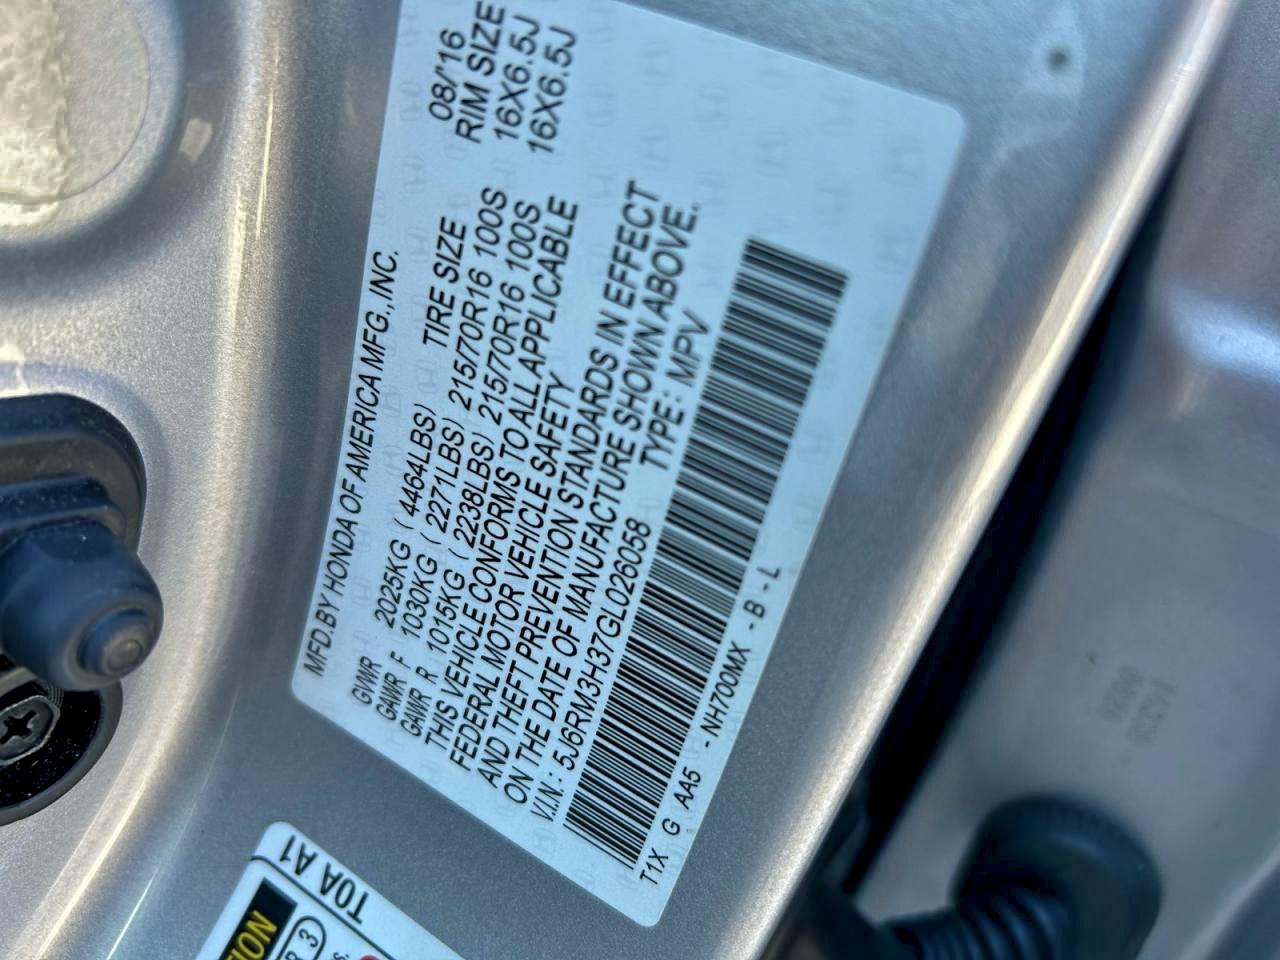 MFD.BY HONDA OF AMERICA MFG.,INC. 08/'16
TIRE SIZE RIM SIZE
GVWR 2025KG ( 4464LBS)
GAWR F 1030KG ( 2271LBS) 215/70R16 100S 16X6.5J
GAWR R 1015KG ( 2238LBS) 215/70R16 100S 16X6.5J
THIS VEHICLE CONFORMS TO ALL APPLICABLE
FEDERAL MOTOR VEHICLE SAFETY
AND THEFT PREVENTION STANDARDS IN EFFECT
ON THE DATE OF MANUFACTURE SHOWN ABOVE.
V.I.N: 5J6RM3H37GL026058 TYPE: MPV
T1X G AA5 -NH700MX -B - L
T0A A1
3